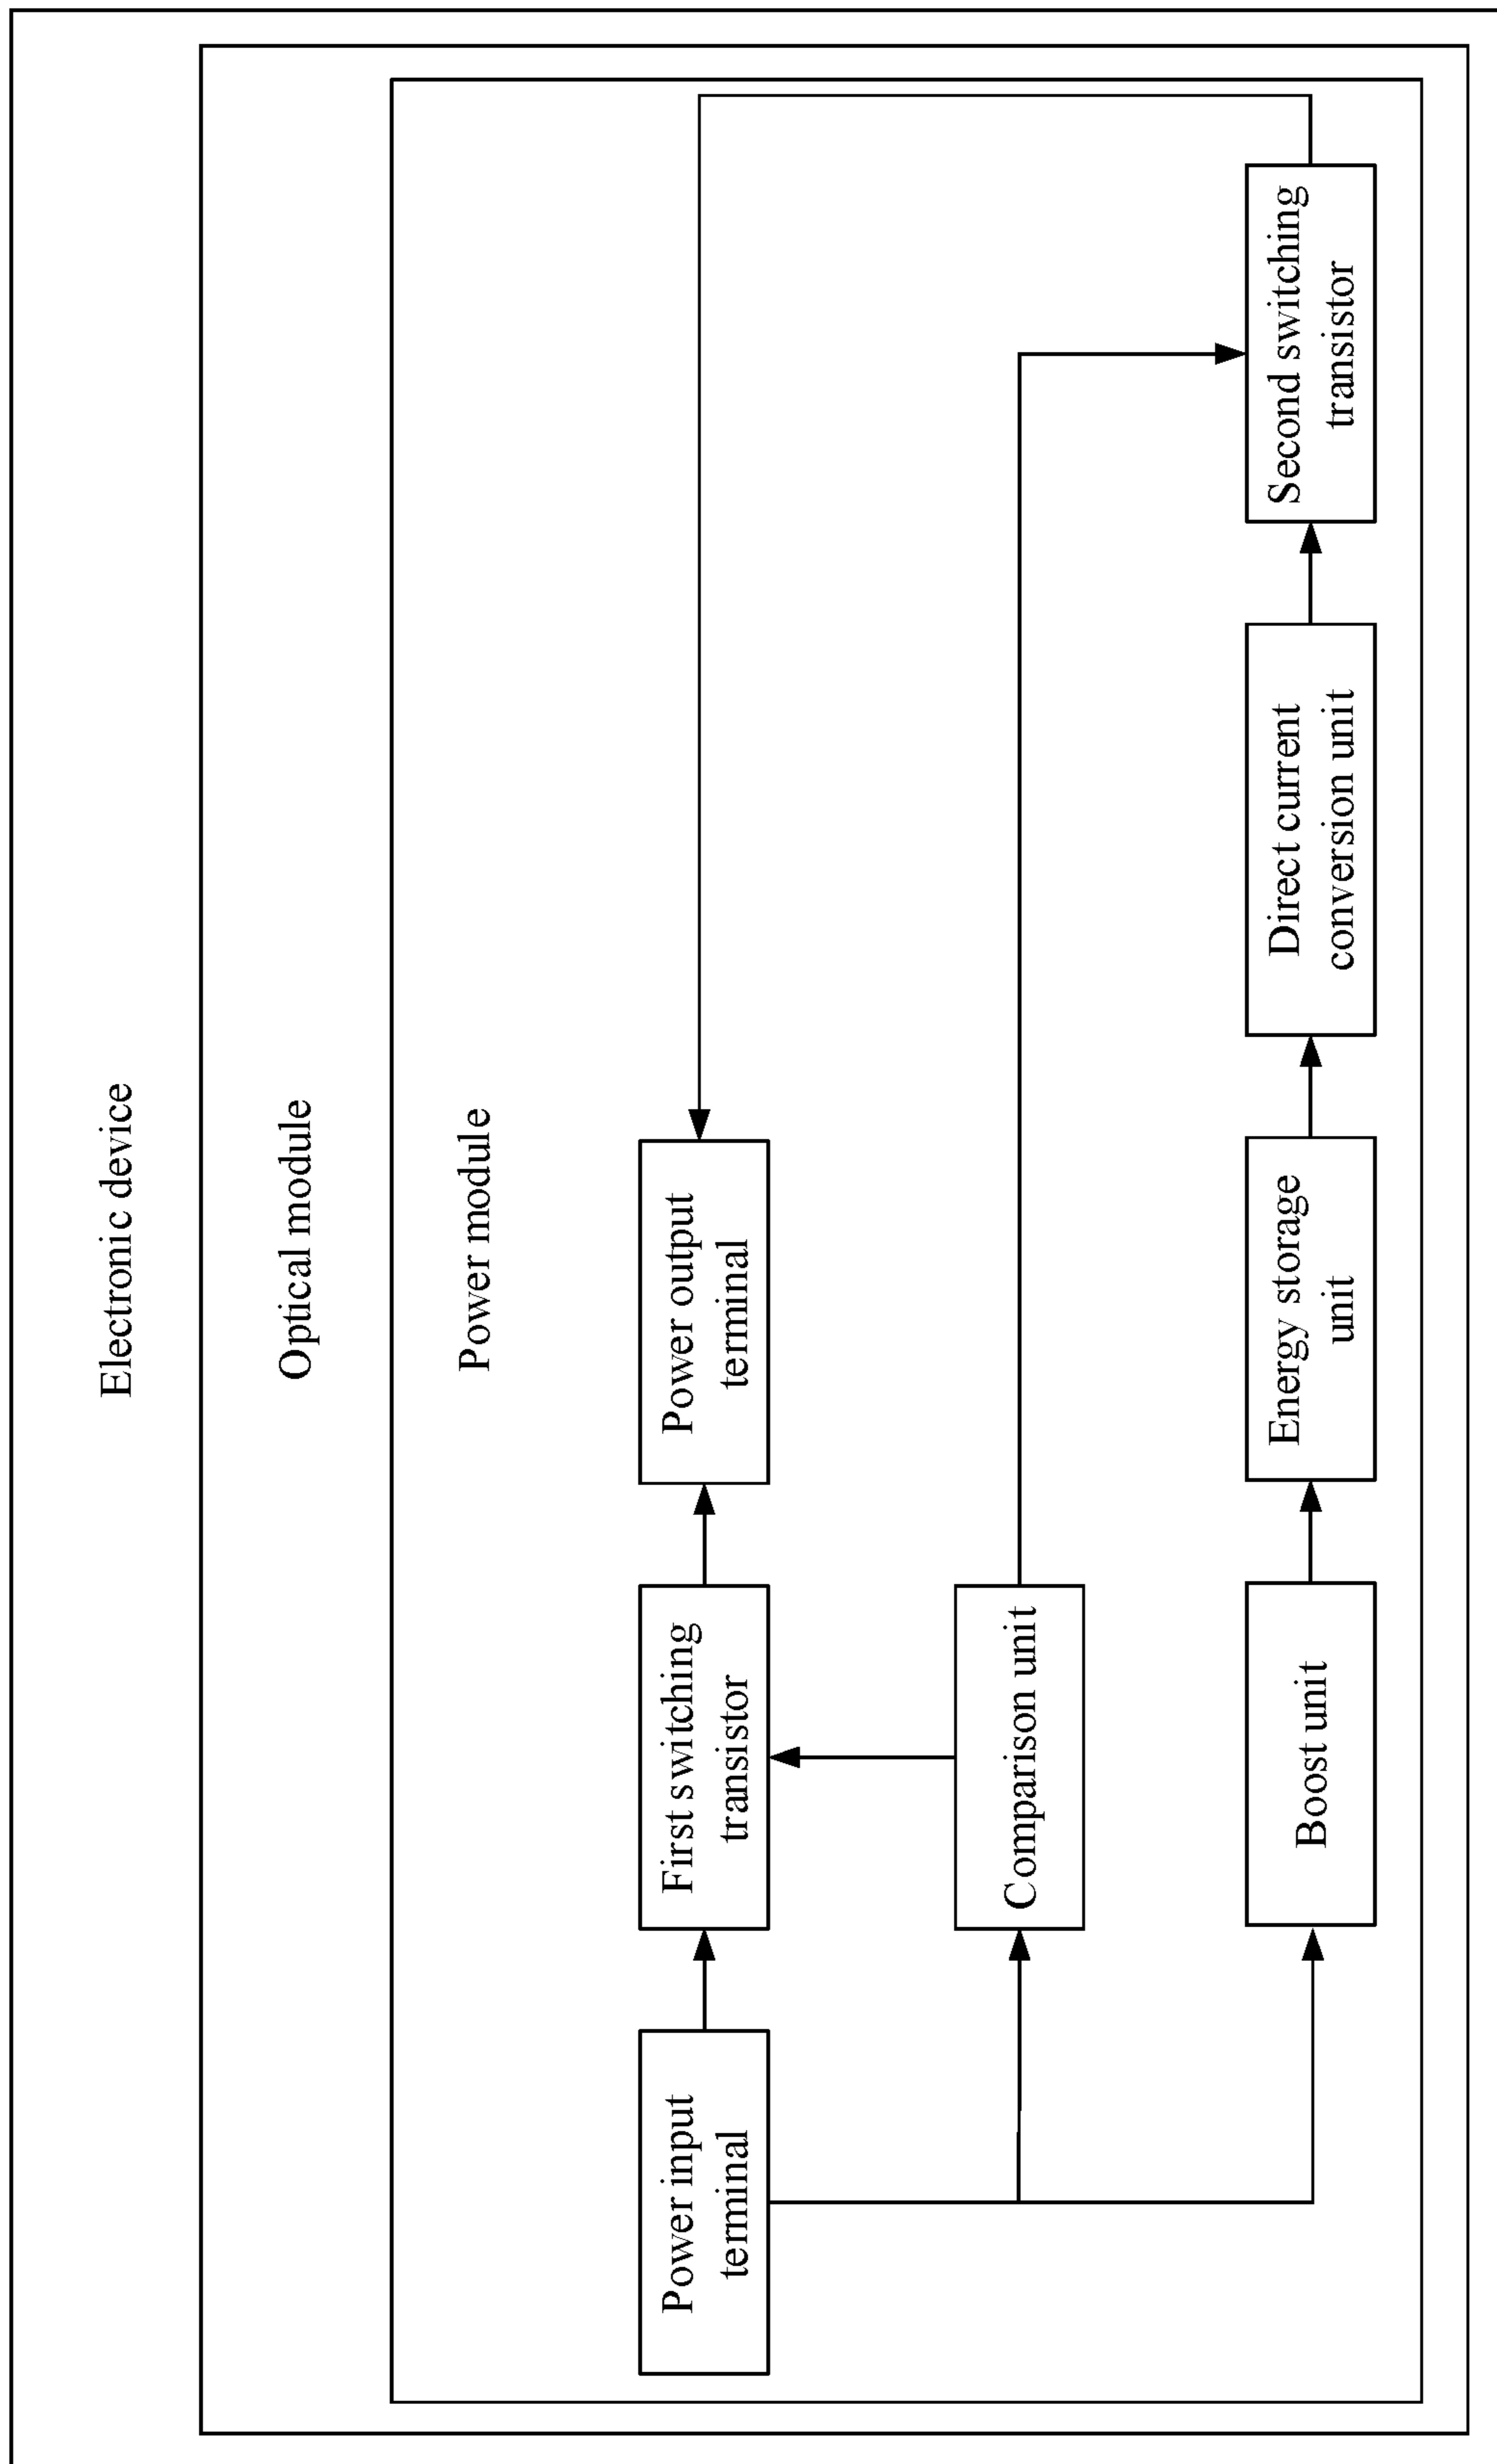 Electronic device
Optical module
Power module
Power input
terminal
First switching
transistor
Power output
terminal
Comparison unit
Boost unit
Energy storage
unit
Direct current
conversion unit
Second switching
transistor